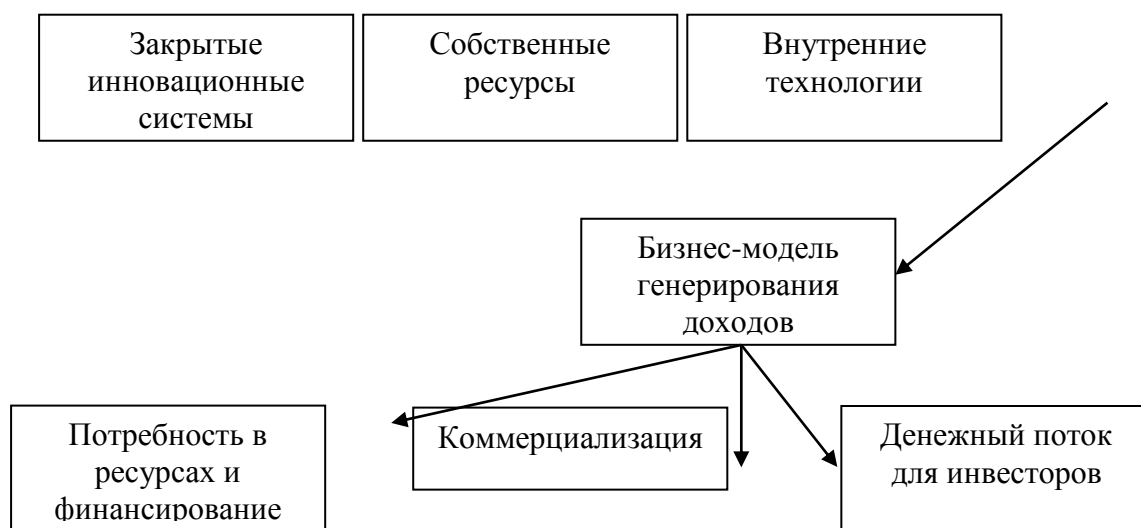 Закрытые
инновационные
системы
Собственные
ресурсы
Внутренние
технологии
Бизнес-модель
генерирования
доходов
Потребность в
ресурсах и
финансирование
Коммерциализация
Денежный поток
для инвесторов